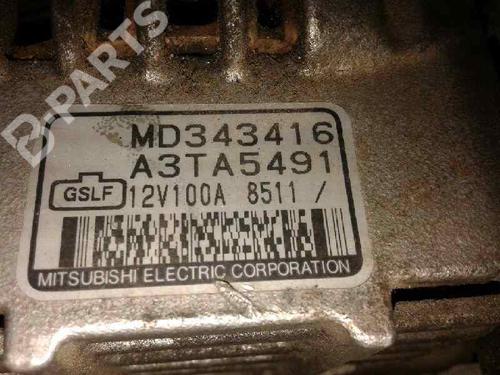 MD343416
A3TA5491
GSLF 12V100A 8511 /
MITSUBISHI ELECTRIC CORPORATION
B-PARTS